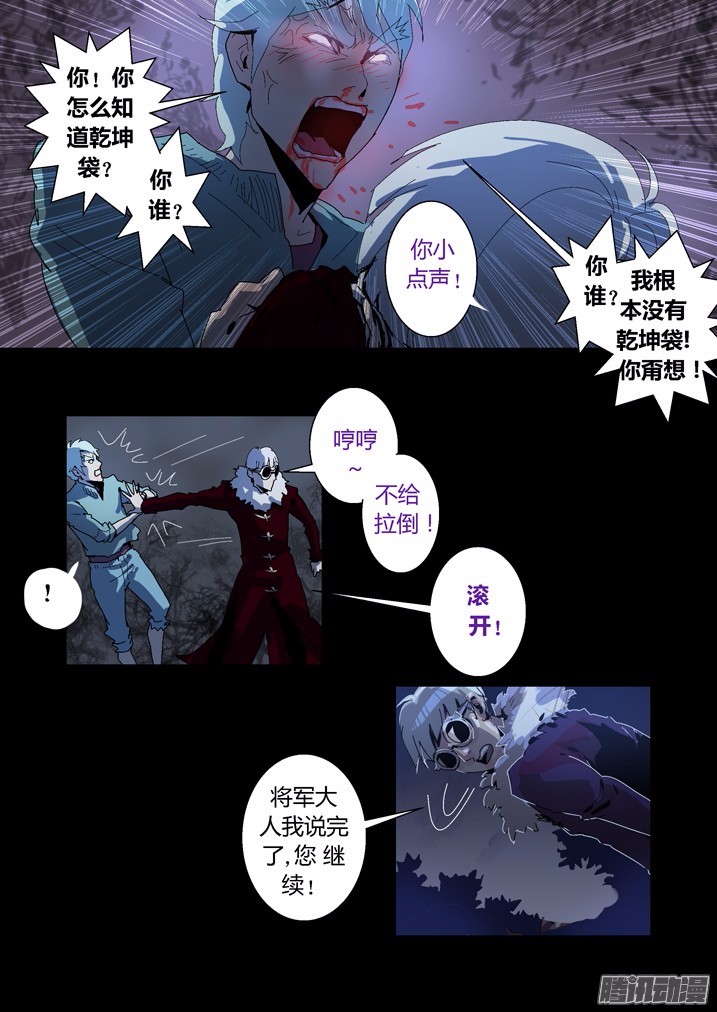 你！你
怎么知
道乾坤
袋？
你
谁？
你小
点声！
你
谁？
我根
本没有
乾坤袋!
你甭想！
哼哼
~
不给
拉倒！
！
滚
开！
将军大
人我说完
了,您 继
续！
腾讯动漫